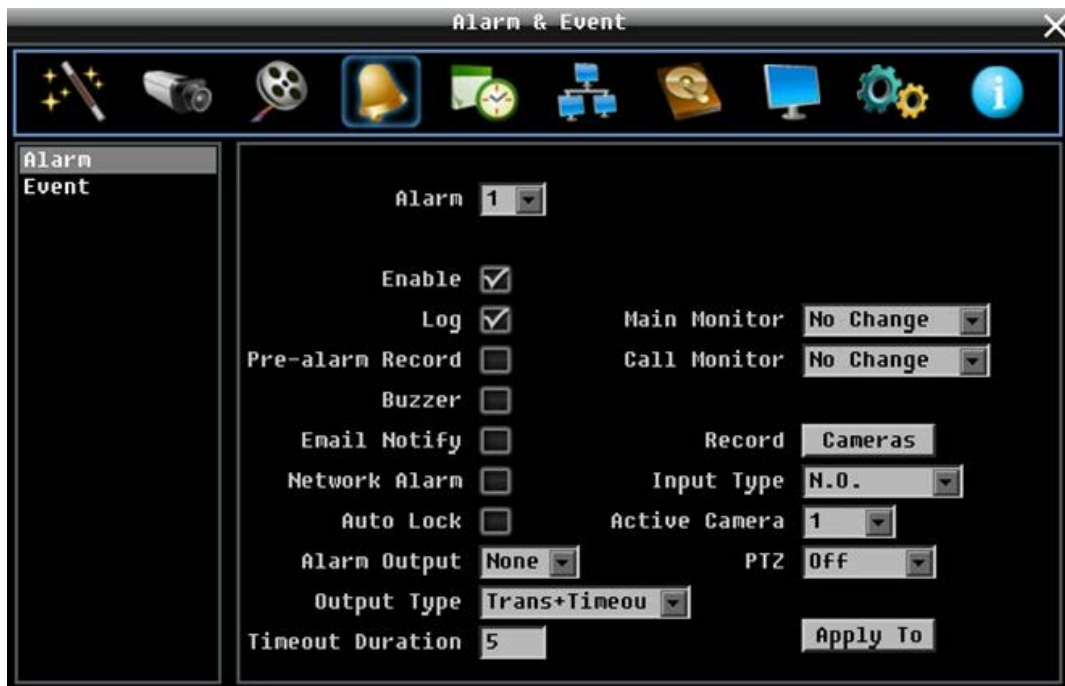 Alarm & Event
i
Alarm
Event
Alarm 1
Enable
Log
Main Monitor No Change
Pre-alarm Record
Call Monitor No Change
Buzzer
Email Notify
Record Cameras
Network Alarm
Input Type N.O.
Auto Lock
Active Camera 1
Alarm Output None
PTZ Off
Output Type Trans+Timeou
Timeout Duration 5
Apply To